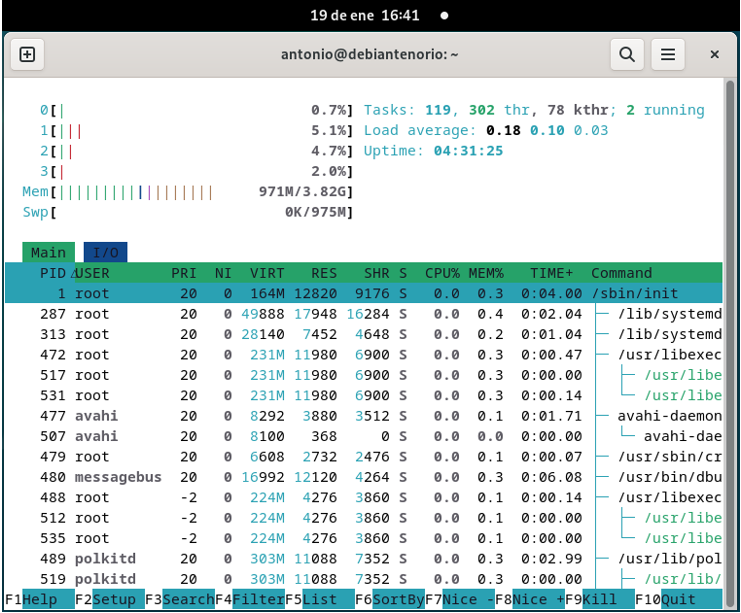 19 de ene 16:41
antonio@debiantenorio: ~
0[| 0.7%] Tasks: 119, 302 thr, 78 kthr; 2 running
1[||| 5.1%] Load average: 0.18 0.10 0.03
2[|| 4.7%] Uptime: 04:31:25
3[| 2.0%]
Mem[|||||||||||||||||| 971M/3.82G]
Swp[ 0K/975M]
Main I/O
PID△USER PRI NI VIRT RES SHR S CPU% MEM% TIME+ Command
1 root 20 0 164M 12820 9176 S 0.0 0.3 0:04.00 /sbin/init
287 root 20 0 49888 17948 16284 S 0.0 0.4 0:02.04 ├─ /lib/systemd
313 root 20 0 28140 7452 4648 S 0.0 0.2 0:01.04 ├─ /lib/systemd
472 root 20 0 231M 11980 6900 S 0.0 0.3 0:00.47 ├─ /usr/libexec
517 root 20 0 231M 11980 6900 S 0.0 0.3 0:00.00 │ ├─ /usr/libe
531 root 20 0 231M 11980 6900 S 0.0 0.3 0:00.14 │ └─ /usr/libe
477 avahi 20 0 8292 3880 3512 S 0.0 0.1 0:01.71 ├─ avahi-daemon
507 avahi 20 0 8100 368 0 S 0.0 0.0 0:00.00 │ └─ avahi-dae
479 root 20 0 6608 2732 2476 S 0.0 0.1 0:00.07 ├─ /usr/sbin/cr
480 messagebus 20 0 16992 12120 4264 S 0.0 0.3 0:06.08 ├─ /usr/bin/dbu
488 root -2 0 224M 4276 3860 S 0.0 0.1 0:00.14 ├─ /usr/libexec
512 root -2 0 224M 4276 3860 S 0.0 0.1 0:00.00 │ ├─ /usr/libe
535 root -2 0 224M 4276 3860 S 0.0 0.1 0:00.00 │ └─ /usr/libe
489 polkitd 20 0 303M 11088 7352 S 0.0 0.3 0:02.99 ├─ /usr/lib/pol
519 polkitd 20 0 303M 11088 7352 S 0.0 0.3 0:00.00 │ ├─ /usr/lib/
F1Help F2Setup F3SearchF4FilterF5List F6SortByF7Nice -F8Nice +F9Kill F10Quit